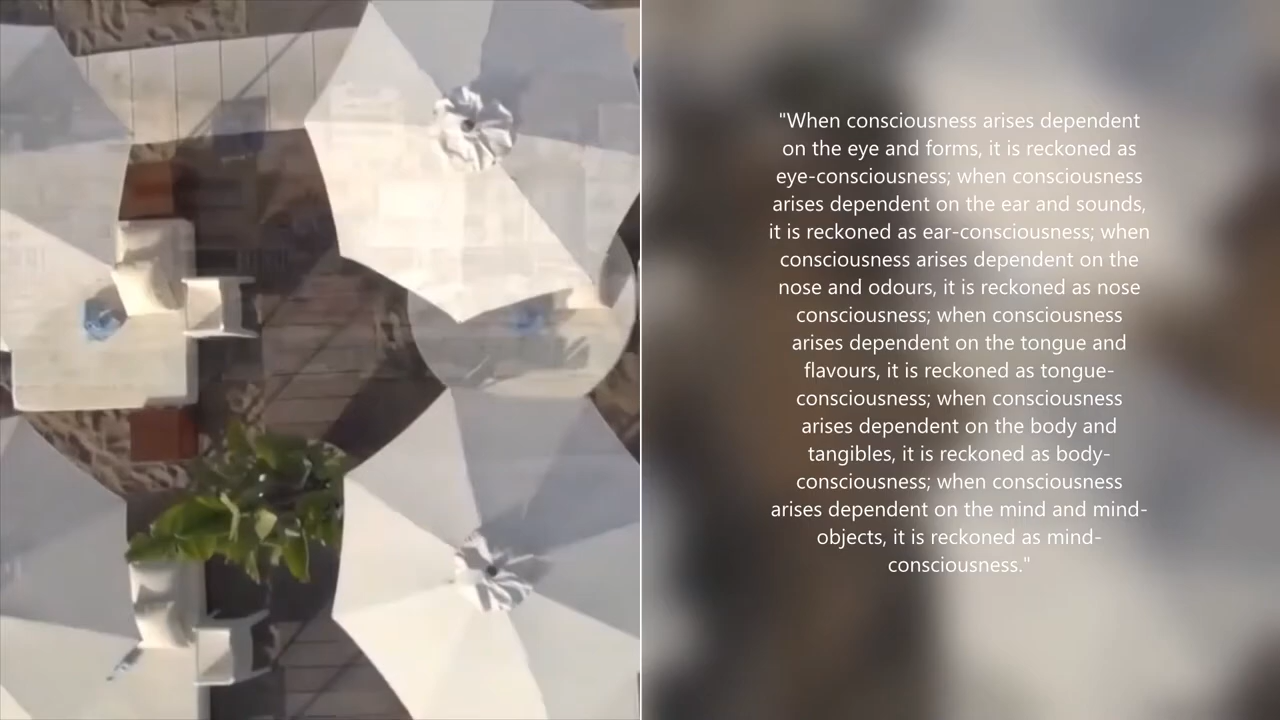 "When consciousness arises dependent
on the eye and forms, it is reckoned as
eye-consciousness; when consciousness
arises dependent on the ear and sounds,
it is reckoned as ear-consciousness; when
consciousness arises dependent on the
nose and odours, it is reckoned as nose
consciousness; when consciousness
arises dependent on the tongue and
flavours, it is reckoned as tongue-
consciousness; when consciousness
arises dependent on the body and
tangibles, it is reckoned as body-
consciousness; when consciousness
arises dependent on the mind and mind-
objects, it is reckoned as mind-
consciousness."